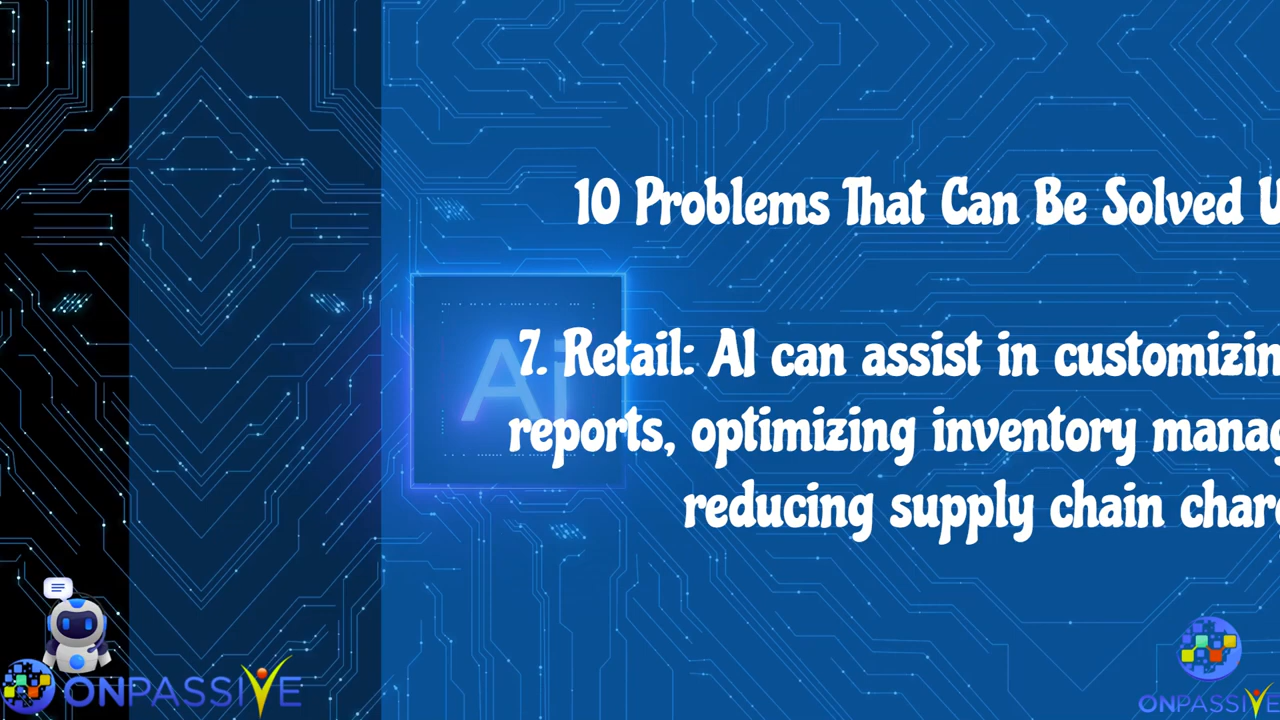 10 Problems That Can Be Solved U
Ai
7. Retail: AI can assist in customizin
reports, optimizing inventory manag
reducing supply chain char
ONPASSIVE
ONPASSIVE